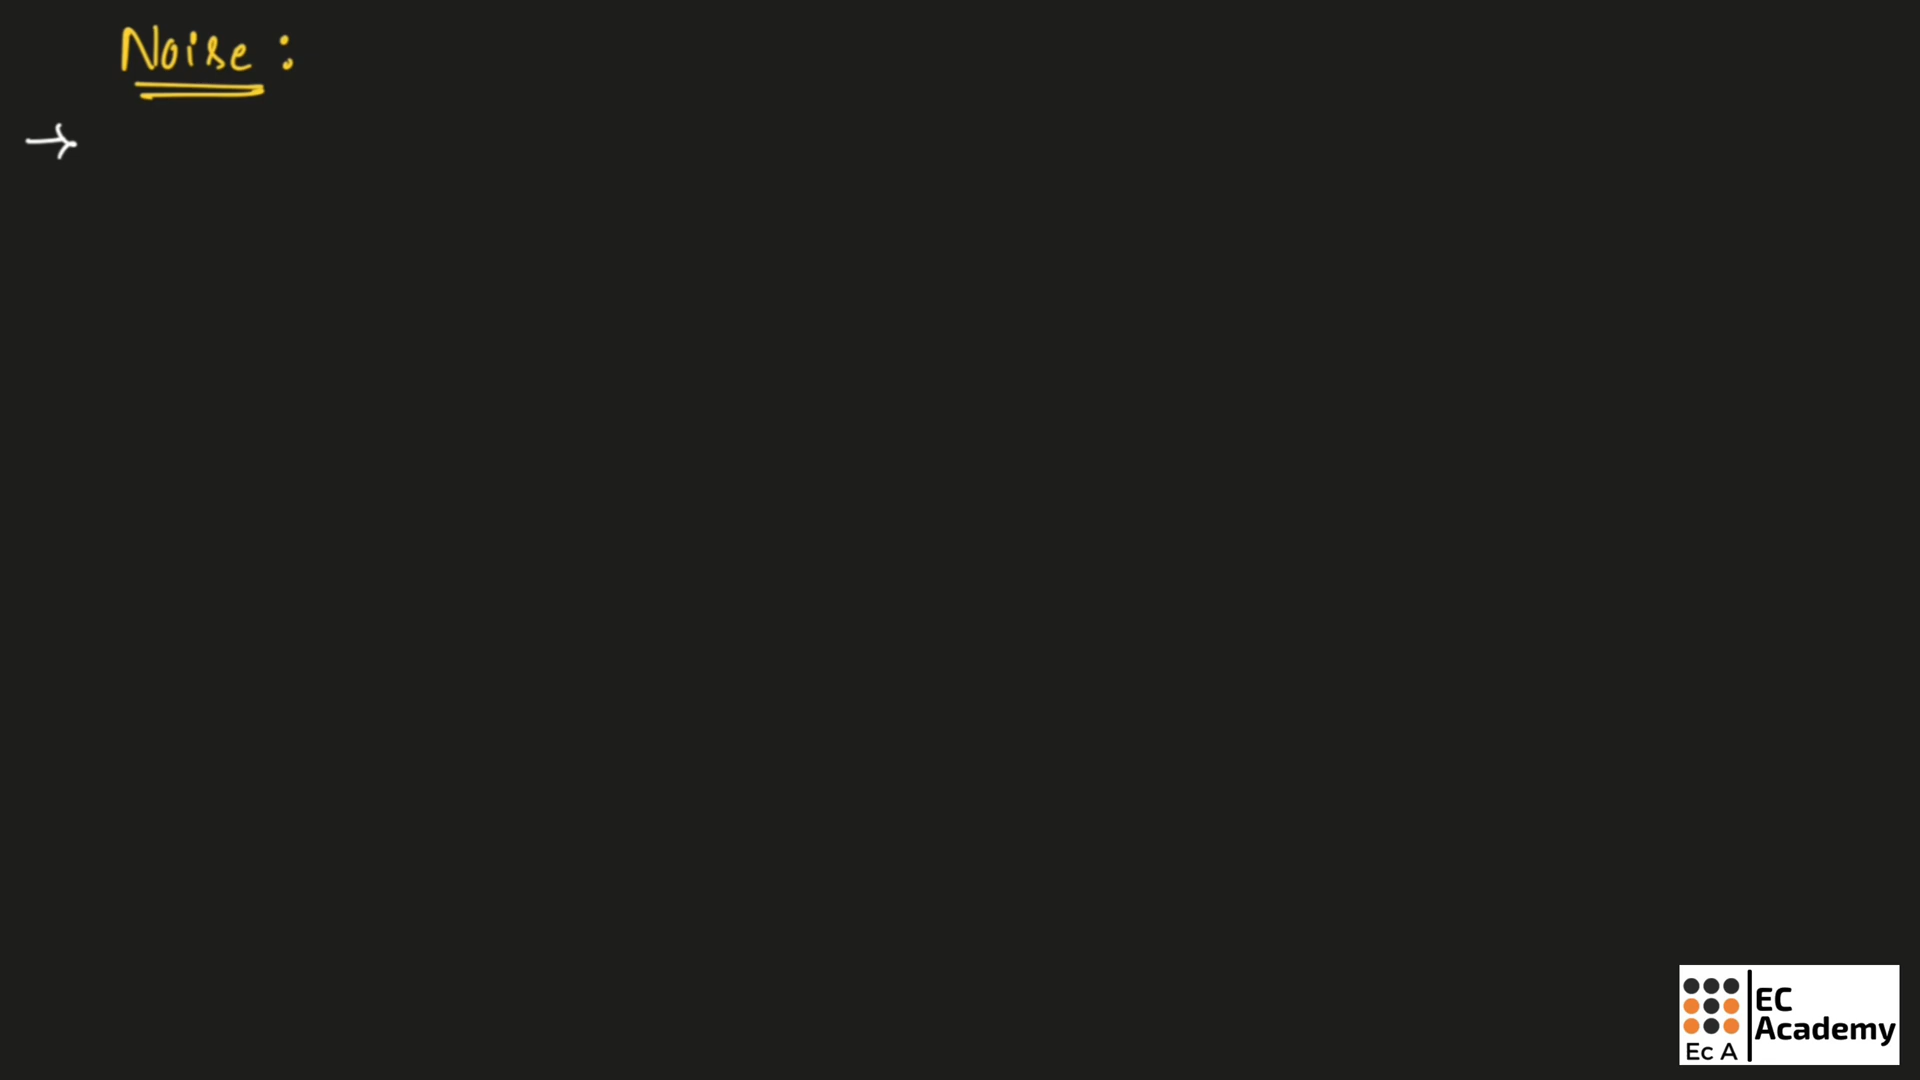 Noise :
→
EC
Academy
Ec A